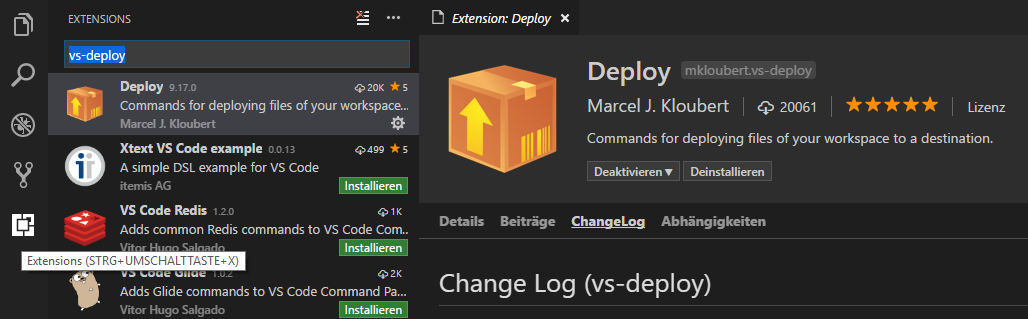 EXTENSIONS
vs-deploy
Deploy 9.17.0 20K 5
Commands for deploying files of your workspace...
Marcel J. Kloubert
Xtext VS Code example 0.0.13 499 5
A simple DSL example for VS Code
itemis AG Installieren
VS Code Redis 1.2.0 1K
Adds common Redis commands to VS Code Com...
Vitor Hugo Salgado Installieren
Extensions (STRG+UMSCHALTTASTE+X)
VS Code Glide 1.0.2 2K
Adds Glide commands to VS Code Command Pa...
Vitor Hugo Salgado Installieren
Extension: Deploy
Deploy mkloubert.vs-deploy
Marcel J. Kloubert 20061 Lizenz
Commands for deploying files of your workspace to a destination.
Deaktivieren Deinstallieren
Details Beiträge ChangeLog Abhängigkeiten
Change Log (vs-deploy)